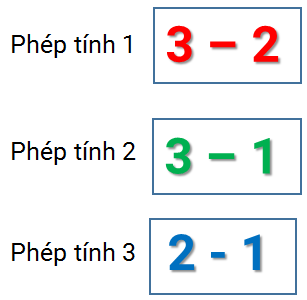 Phép tính 1 3 – 2
Phép tính 2 3 – 1
Phép tính 3 2 - 1